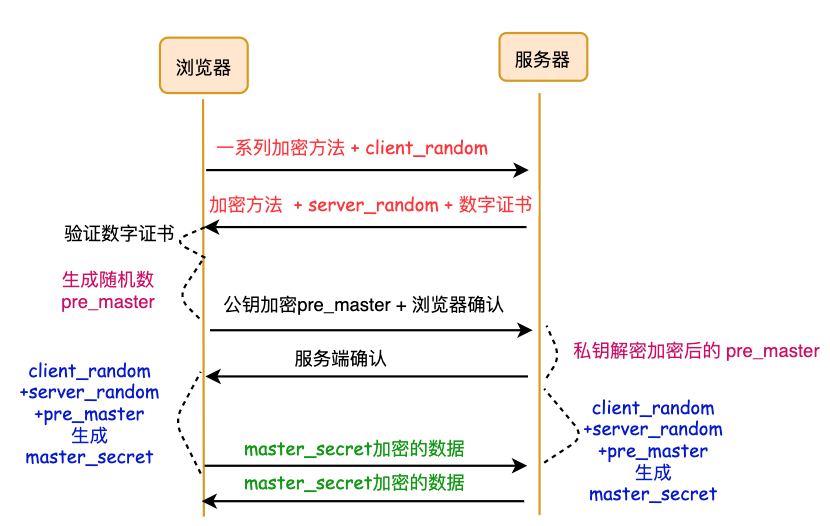 浏览器
服务器
一系列加密方法 + client_random
加密方法 + server_random + 数字证书
验证数字证书
生成随机数
pre_master
公钥加密pre_master + 浏览器确认
私钥解密加密后的 pre_master
服务端确认
client_random
+server_random
+pre_master
生成
master_secret
client_random
+server_random
+pre_master
生成
master_secret
master_secret加密的数据
master_secret加密的数据